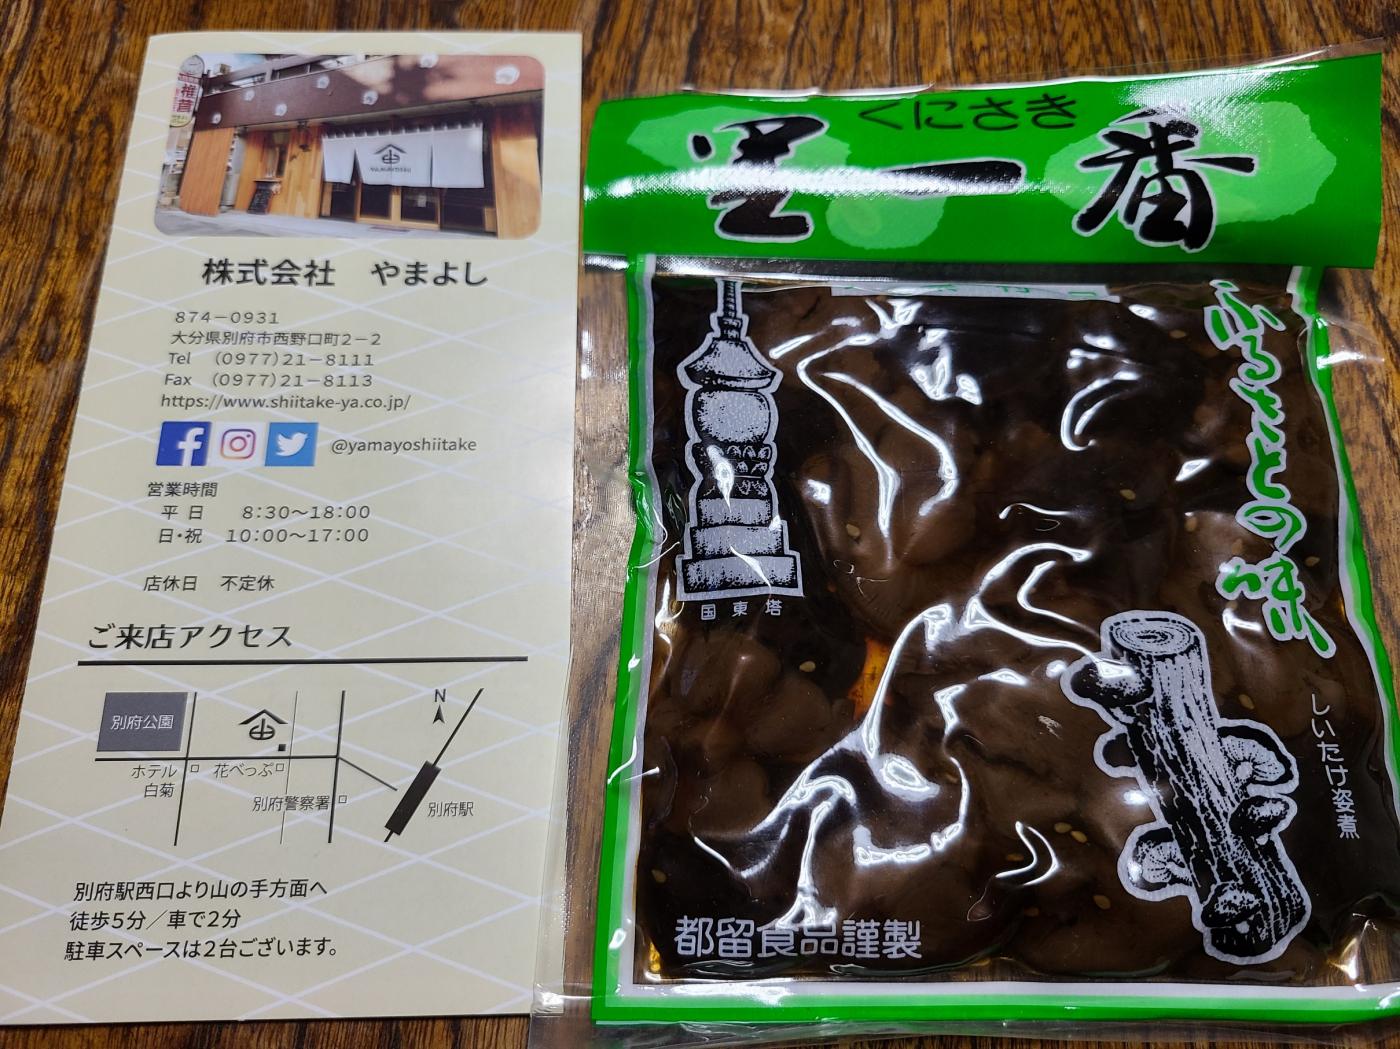 椎茸
YAMAYOSHI
株式会社　やまよし
874－0931
大分県別府市西野口町2－2
Tel　(0977)21－8111
Fax　(0977)21－8113
https://www.shiitake-ya.co.jp/
@yamayoshiitake
営業時間
平 日　8:30～18:00
日・祝　10:00～17:00
店休日　不定休
ご来店アクセス
別府公園
N
ホテル
白菊
花べっぷ
別府警察署
別府駅
別府駅西口より山の手方面へ
徒歩5分／車で2分
駐車スペースは2台ございます。
くにさき
里一番
ふるさとの味
国東塔
しいたけ姿煮
都留食品謹製